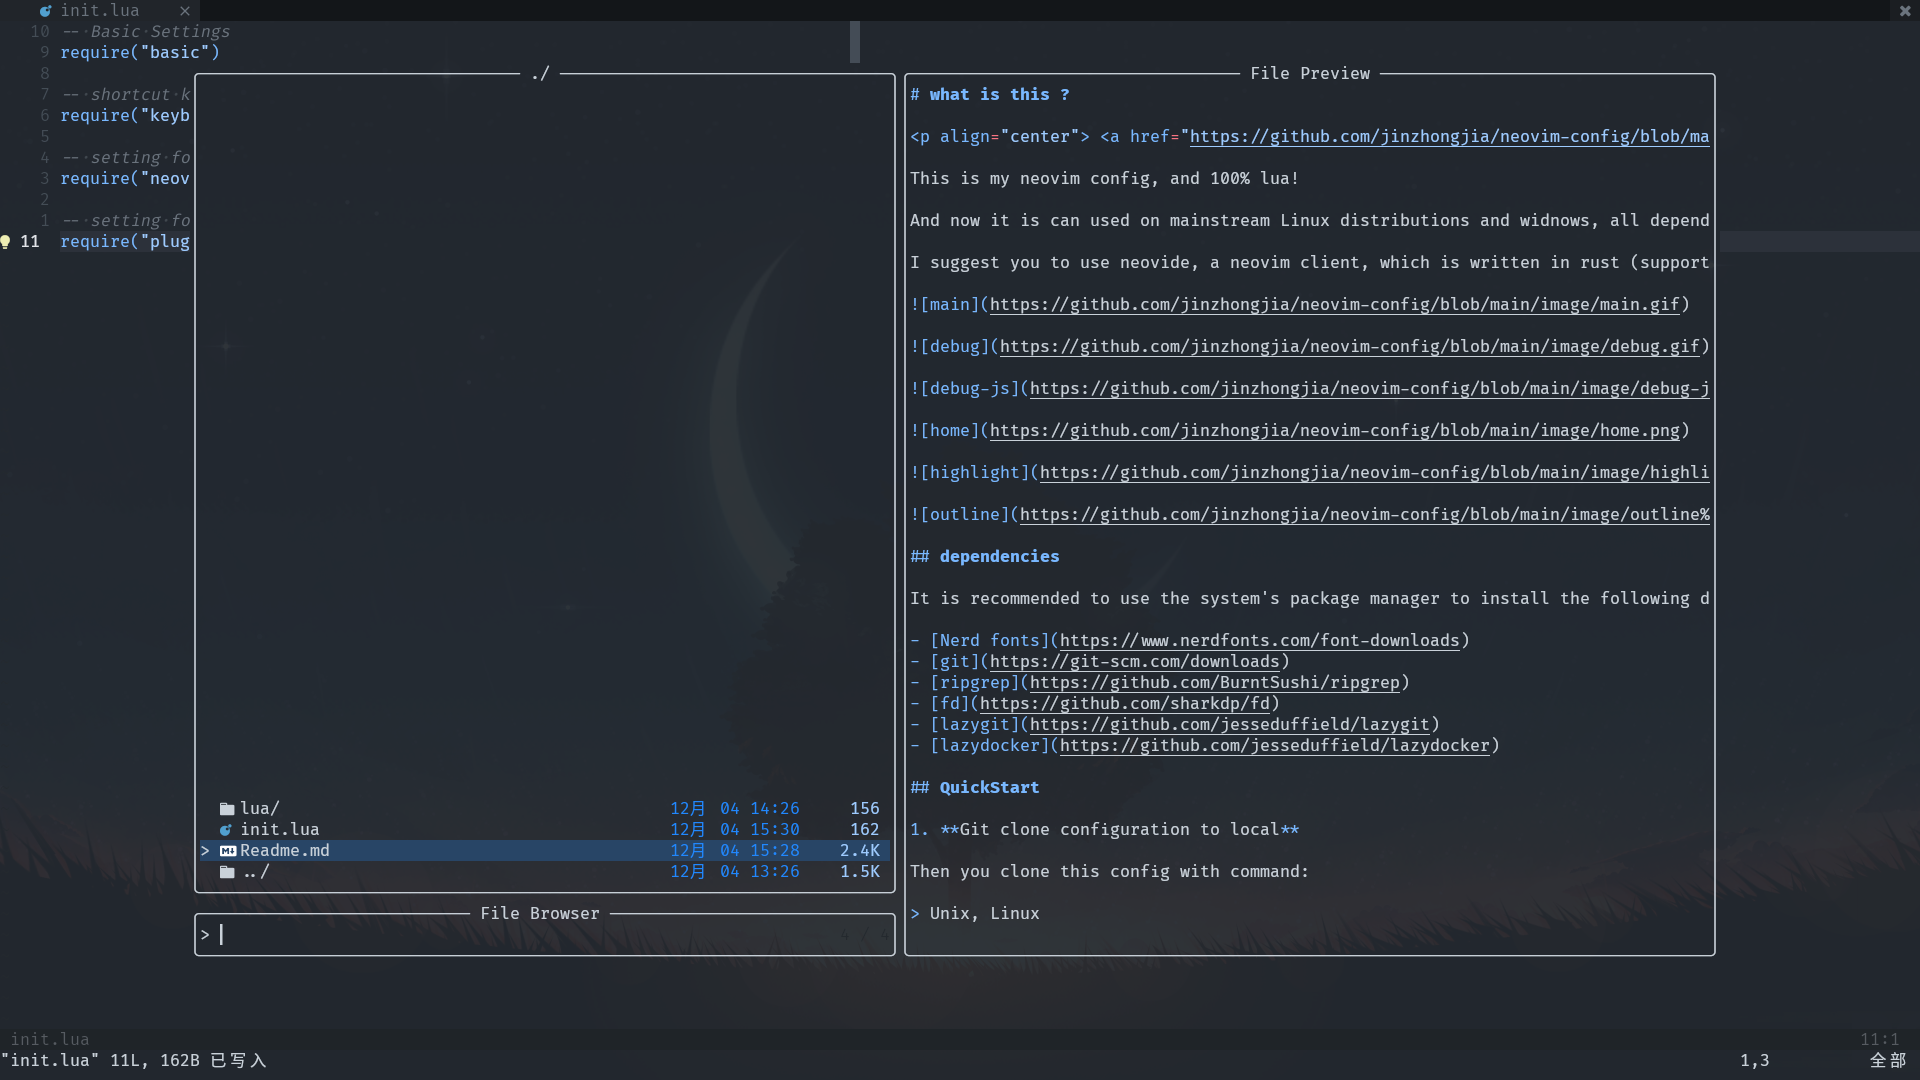 init.lua ×
10 -- Basic Settings
9 require("basic")
8
7 -- shortcut k
6 require("keyb
5
4 -- setting fo
3 require("neov
2
1 -- setting fo
11 require("plug
./
lua/ 12月 04 14:26 156
init.lua 12月 04 15:30 162
> Readme.md 12月 04 15:28 2.4K
../ 12月 04 13:26 1.5K
File Browser
> 4 / 4
File Preview
# what is this ?
<p align="center"> <a href="https://github.com/jinzhongjia/neovim-config/blob/ma
This is my neovim config, and 100% lua!
And now it is can used on mainstream Linux distributions and widnows, all depend
I suggest you to use neovide, a neovim client, which is written in rust (support
![main](https://github.com/jinzhongjia/neovim-config/blob/main/image/main.gif)
![debug](https://github.com/jinzhongjia/neovim-config/blob/main/image/debug.gif)
![debug-js](https://github.com/jinzhongjia/neovim-config/blob/main/image/debug-j
![home](https://github.com/jinzhongjia/neovim-config/blob/main/image/home.png)
![highlight](https://github.com/jinzhongjia/neovim-config/blob/main/image/highli
![outline](https://github.com/jinzhongjia/neovim-config/blob/main/image/outline%
## dependencies
It is recommended to use the system's package manager to install the following d
- [Nerd fonts](https://www.nerdfonts.com/font-downloads)
- [git](https://git-scm.com/downloads)
- [ripgrep](https://github.com/BurntSushi/ripgrep)
- [fd](https://github.com/sharkdp/fd)
- [lazygit](https://github.com/jesseduffield/lazygit)
- [lazydocker](https://github.com/jesseduffield/lazydocker)
## QuickStart
1. **Git clone configuration to local**
Then you clone this config with command:
> Unix, Linux
init.lua 11:1
"init.lua" 11L, 162B 已写入 1,3 全部